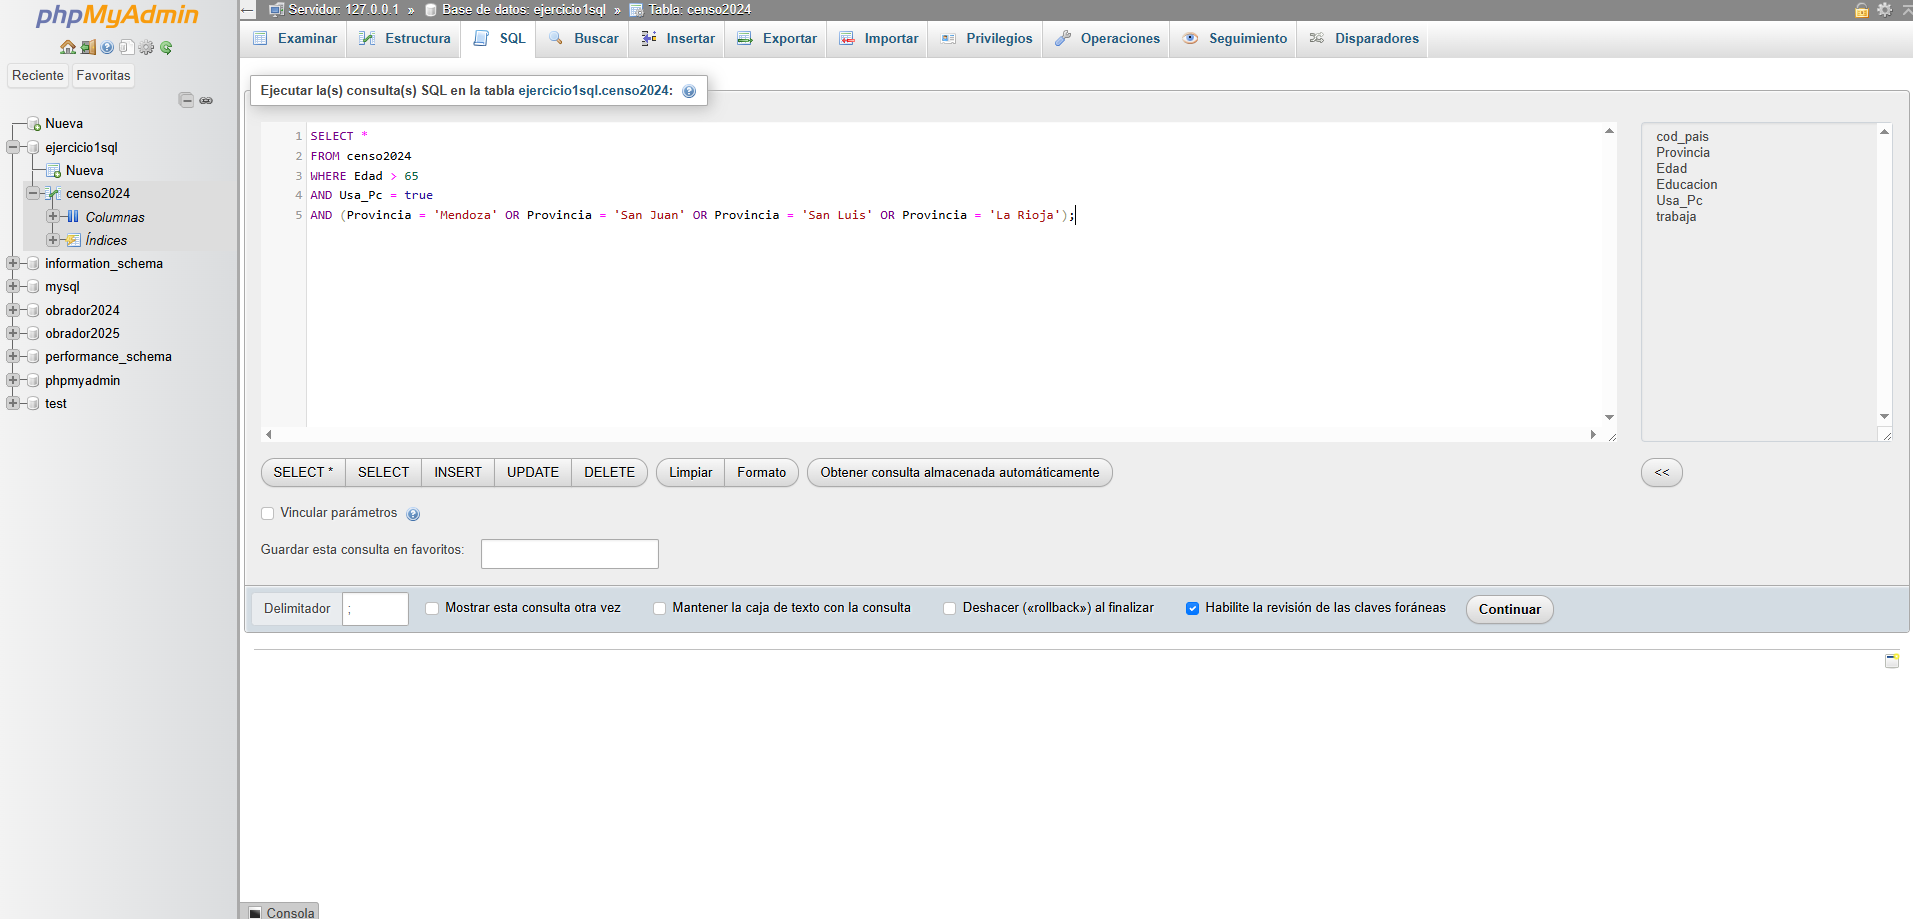 phpMyAdmin
Reciente Favoritas
Nueva
ejercicio1sql
Nueva
censo2024
Columnas
Índices
information_schema
mysql
obrador2024
obrador2025
performance_schema
phpmyadmin
test
Servidor: 127.0.0.1 » Base de datos: ejercicio1sql » Tabla: censo2024
Examinar Estructura SQL Buscar Insertar Exportar Importar Privilegios Operaciones Seguimiento Disparadores
Ejecutar la(s) consulta(s) SQL en la tabla ejercicio1sql.censo2024:
1 SELECT *
2 FROM censo2024
3 WHERE Edad > 65
4 AND Usa_Pc = true
5 AND (Provincia = 'Mendoza' OR Provincia = 'San Juan' OR Provincia = 'San Luis' OR Provincia = 'La Rioja');
cod_pais
Provincia
Edad
Educacion
Usa_Pc
trabaja
SELECT * SELECT INSERT UPDATE DELETE Limpiar Formato Obtener consulta almacenada automáticamente <<
Vincular parámetros
Guardar esta consulta en favoritos:
Delimitador ; Mostrar esta consulta otra vez Mantener la caja de texto con la consulta Deshacer («rollback») al finalizar Habilite la revisión de las claves foráneas Continuar
Consola